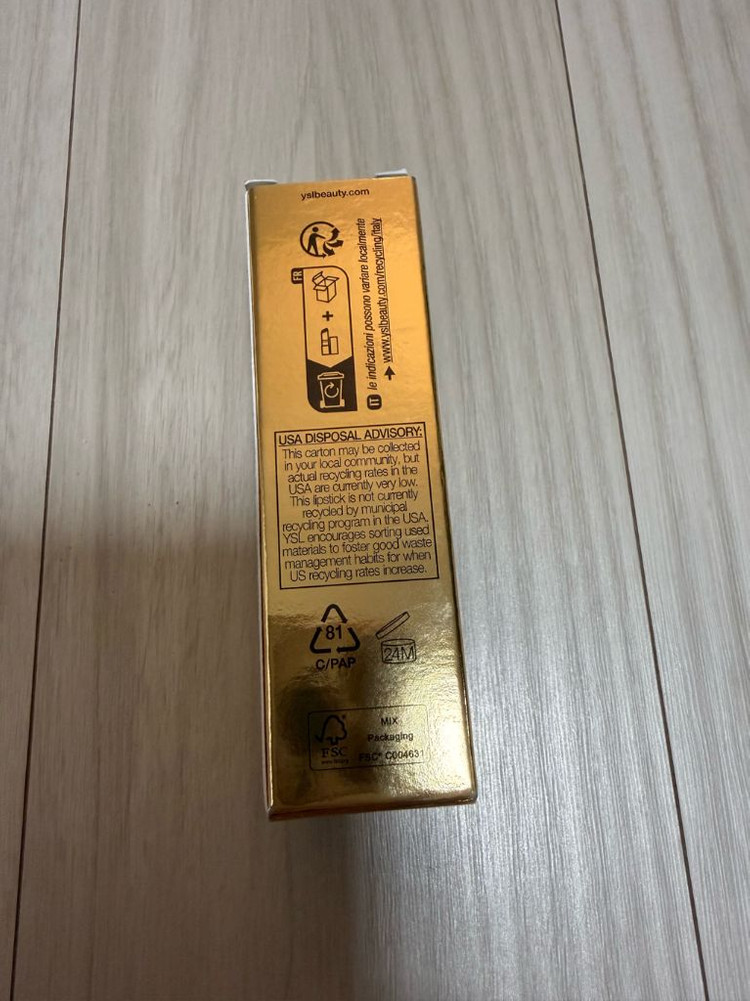 yslbeauty.com
FR
+
IT le indicazioni possono variare localmente
www.yslbeauty.com/recycling/italy
USA DISPOSAL ADVISORY:
This carton may be collected
in your local community, but
actual recycling rates in the
USA are currently very low.
This lipstick is not currently
recycled by municipal
recycling program in the USA.
YSL encourages sorting used
materials to foster good waste
management habits for when
US recycling rates increase.
81
C/PAP
24M
FSC
MIX
Packaging
FSC® C004631